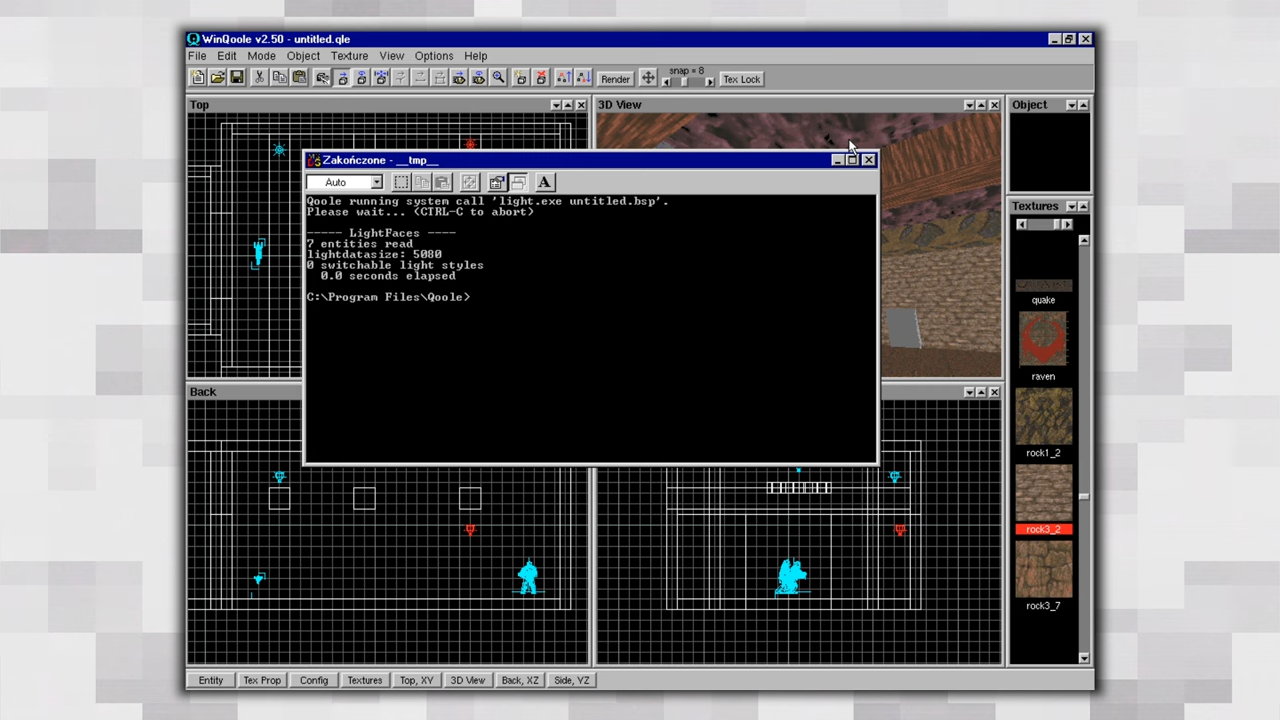 WinQoole v2.50 - untitled.qle
File Edit Mode Object Texture View Options Help
Render
snap = 8
Tex Lock
Top
3D View
Object
Zakończone - __tmp__
Auto
A
Qoole running system call 'light.exe untitled.bsp'.
Please wait... (CTRL-C to abort)
----- LightFaces ----
7 entities read
lightdatasize: 5080
0 switchable light styles
0.0 seconds elapsed
C:\Program Files\Qoole>
Textures
quake
raven
rock1_2
rock3_2
rock3_7
Back
Entity Tex Prop Config Textures Top, XY 3D View Back, XZ Side, YZ